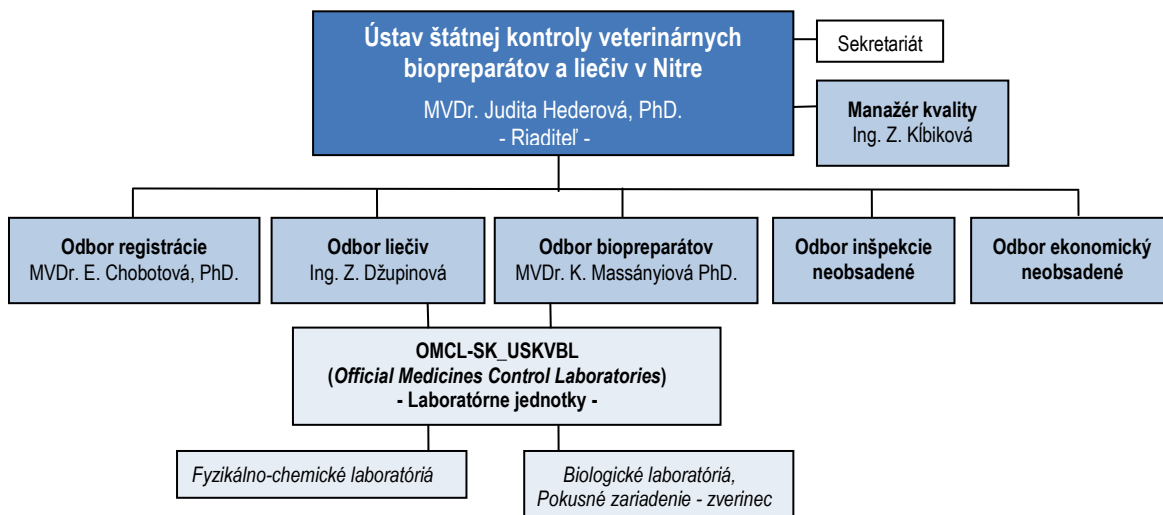 Ústav štátnej kontroly veterinárnych
biopreparátov a liečiv v Nitre
MVDr. Judita Hederová, PhD.
- Riaditeľ -
Sekretariát
Manažér kvality
Ing. Z. Kĺbiková
Odbor registrácie
MVDr. E. Chobotová, PhD.
Odbor liečiv
Ing. Z. Džupinová
Odbor biopreparátov
MVDr. K. Massányiová PhD.
Odbor inšpekcie
neobsadené
Odbor ekonomický
neobsadené
OMCL-SK_USKVBL
(Official Medicines Control Laboratories)
- Laboratórne jednotky -
Fyzikálno-chemické laboratóriá
Biologické laboratóriá,
Pokusné zariadenie - zverinec